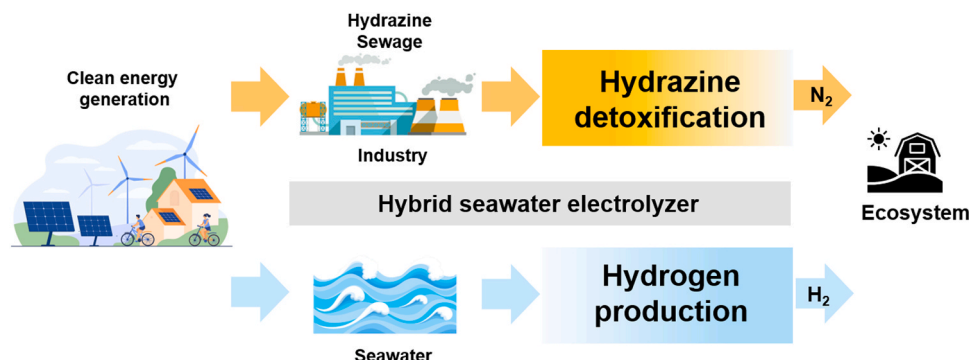 Hydrazine
Sewage
Clean energy
generation
Industry
Hydrazine
detoxification
N₂
Hybrid seawater electrolyzer
Ecosystem
Seawater
Hydrogen
production
H₂